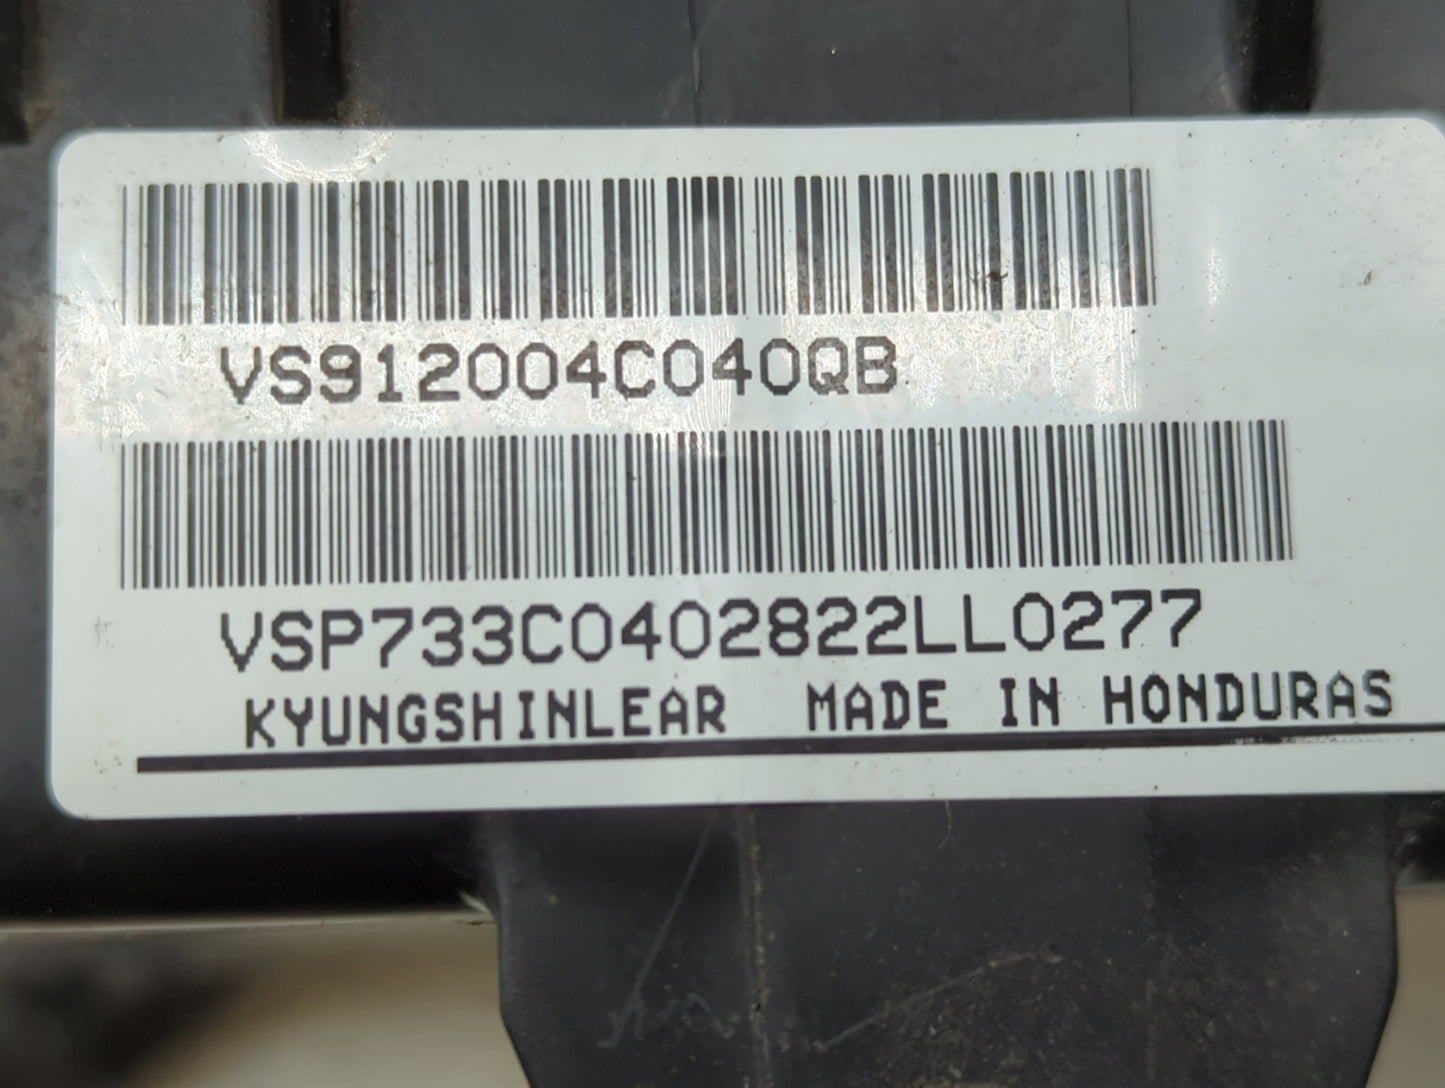 VS912004C040QB
VSP733C0402822LL0277
KYUNGSHINLEAR MADE IN HONDURAS